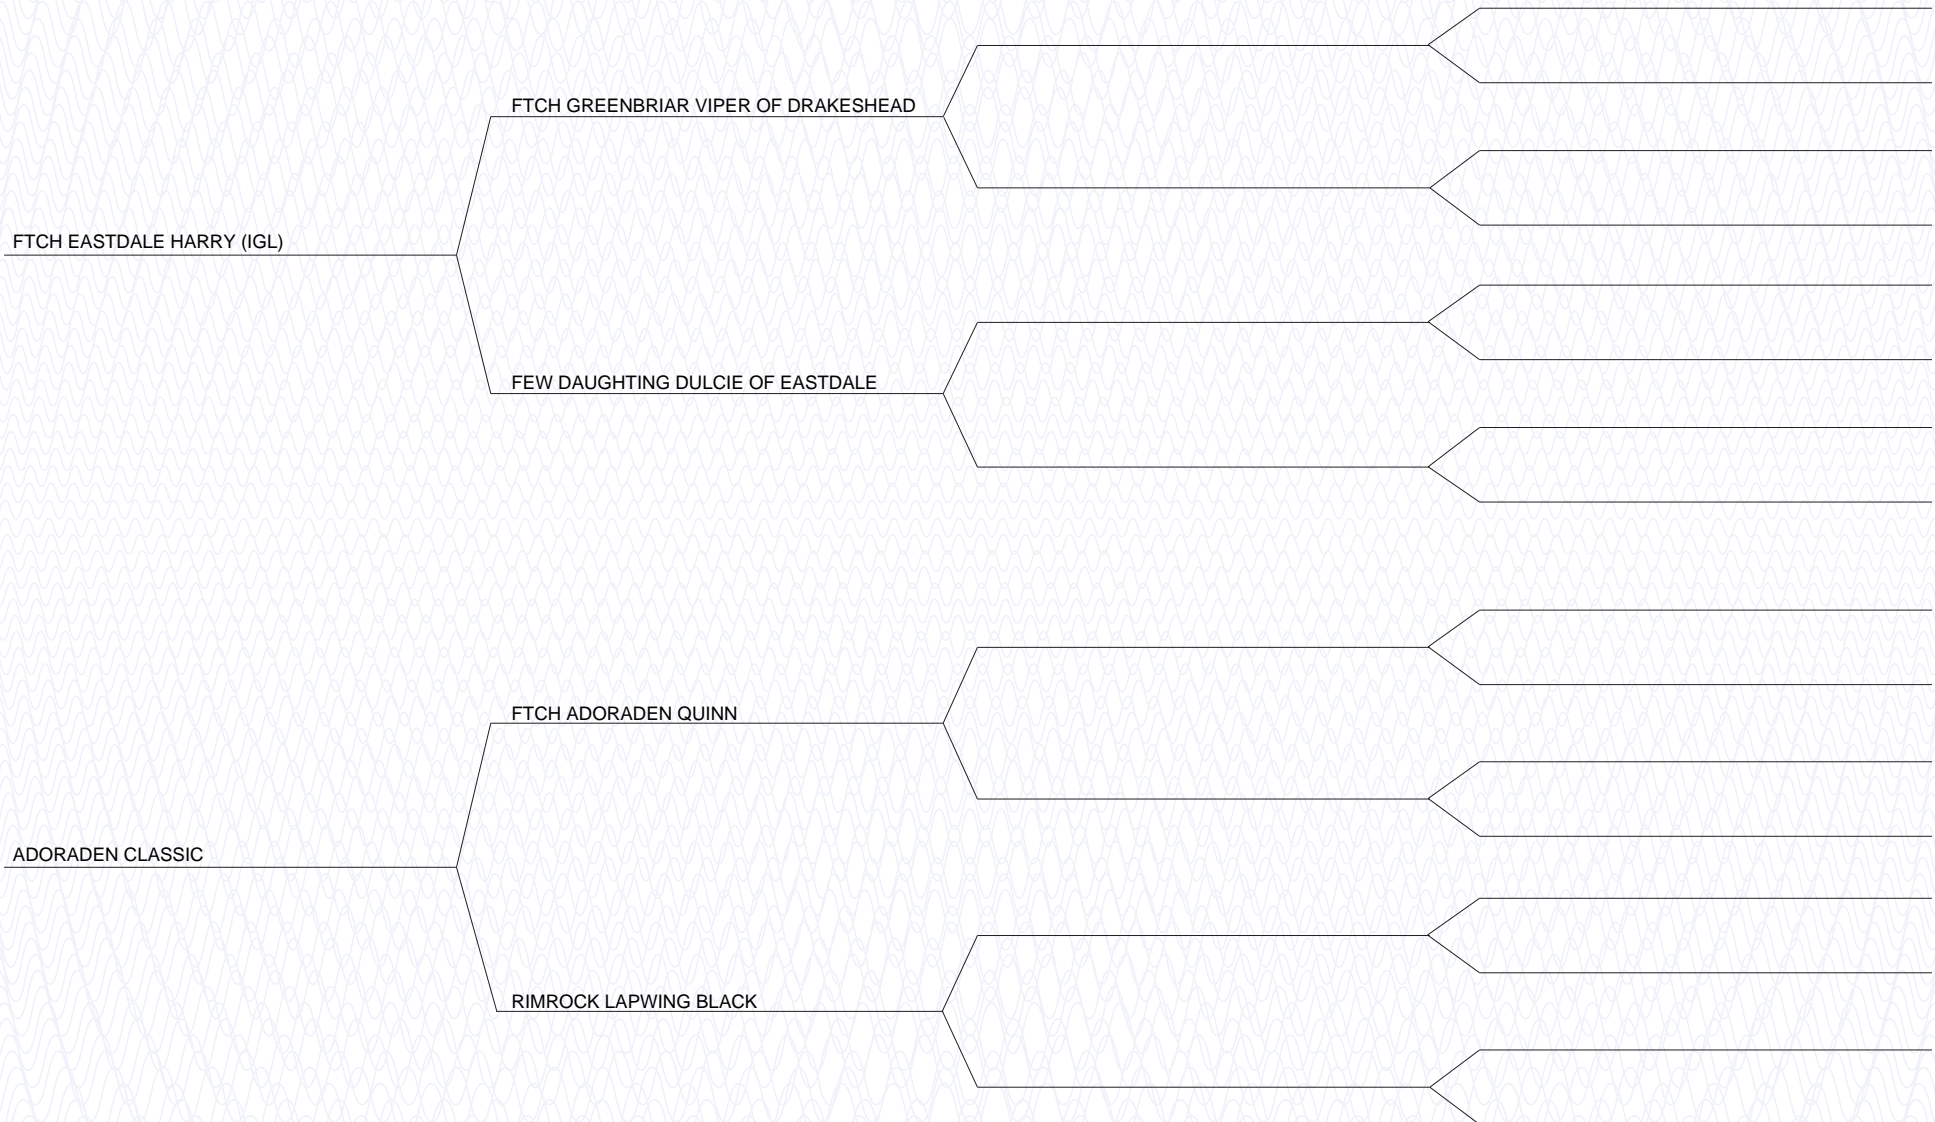 FTCH GREENBRIAR VIPER OF DRAKESHEAD
FTCH EASTDALE HARRY (IGL)
FEW DAUGHTING DULCIE OF EASTDALE
FTCH ADORADEN QUINN
ADORADEN CLASSIC
RIMROCK LAPWING BLACK